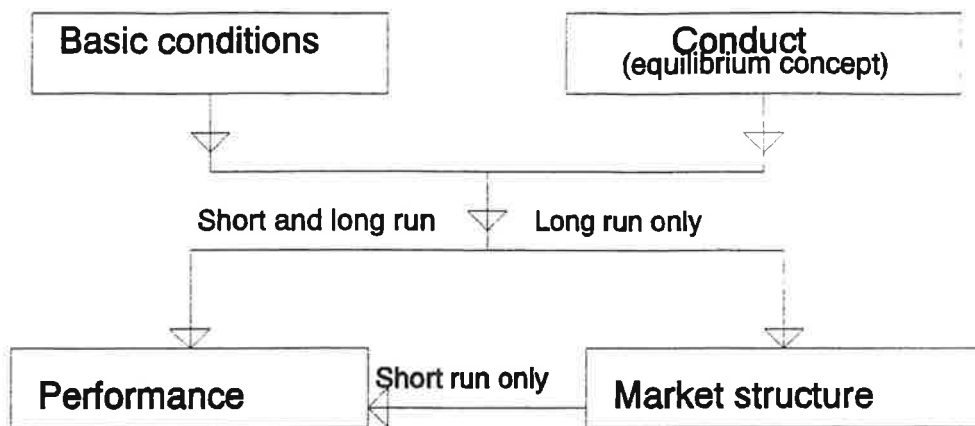 Basic conditions
Conduct
(equilibrium concept)
Short and long run
Long run only
Performance
Short run only
Market structure